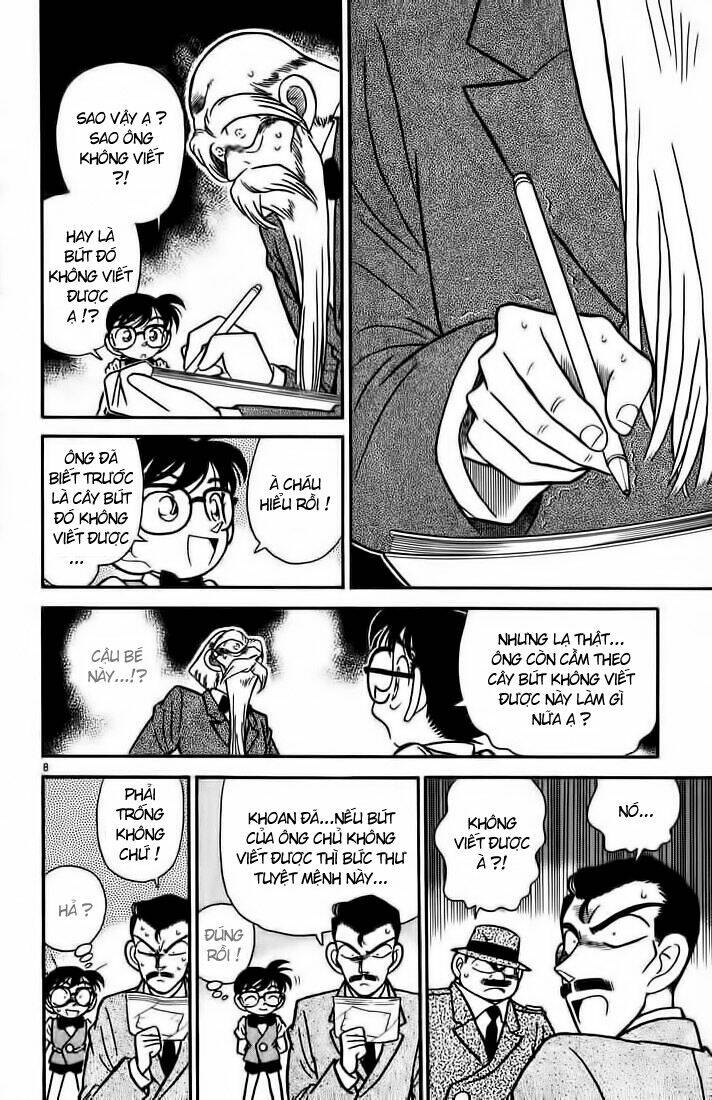 SAO VẬY Ạ ?
SAO ÔNG
KHÔNG VIẾT
?!
HAY LÀ
BÚT ĐÓ
KHÔNG VIẾT
ĐƯỢC
Ạ !?
À CHÁU
HIỂU RỒI !
ÔNG ĐÃ
BIẾT TRƯỚC
LÀ CÂY BÚT
ĐÓ KHÔNG
VIẾT ĐƯỢC
...
NHƯNG LẠ THẬT...
ÔNG CÒN CẦM THEO
CÂY BÚT KHÔNG VIẾT
ĐƯỢC NÀY LÀM GÌ
NỮA Ạ ?
CẬU BÉ
NÀY...!?
8
NÓ...
KHÔNG
VIẾT ĐƯỢC
À ?!
KHOAN ĐÃ...NẾU BÚT
CỦA ÔNG CHỦ KHÔNG
VIẾT ĐƯỢC THÌ BỨC THƯ
TUYỆT MỆNH NÀY...
ĐÚNG
RỒI !
PHẢI
TRỐNG
KHÔNG
CHỨ !
HẢ ?